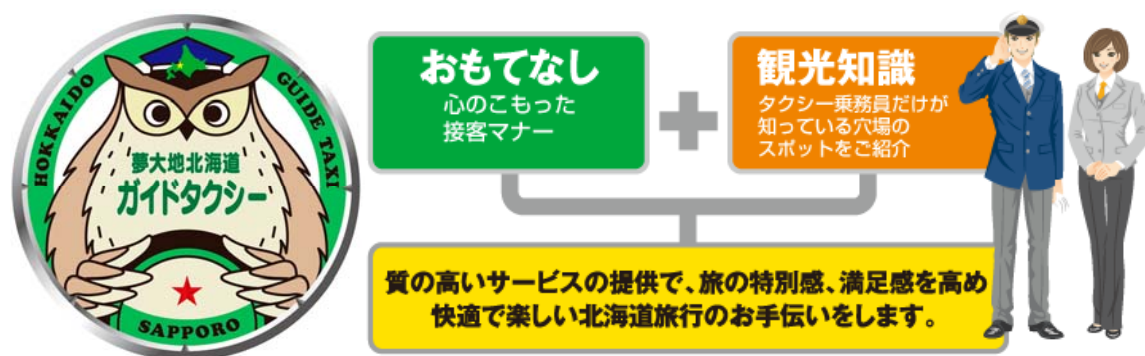 HOKKAIDO
GUIDE TAXI
夢大地北海道
ガイドタクシー
SAPPORO
おもてなし
心のこもった
接客マナー
観光知識
タクシー乗務員だけが
知っている穴場の
スポットをご紹介
質の高いサービスの提供で、旅の特別感、満足感を高め
快適で楽しい北海道旅行のお手伝いをします。